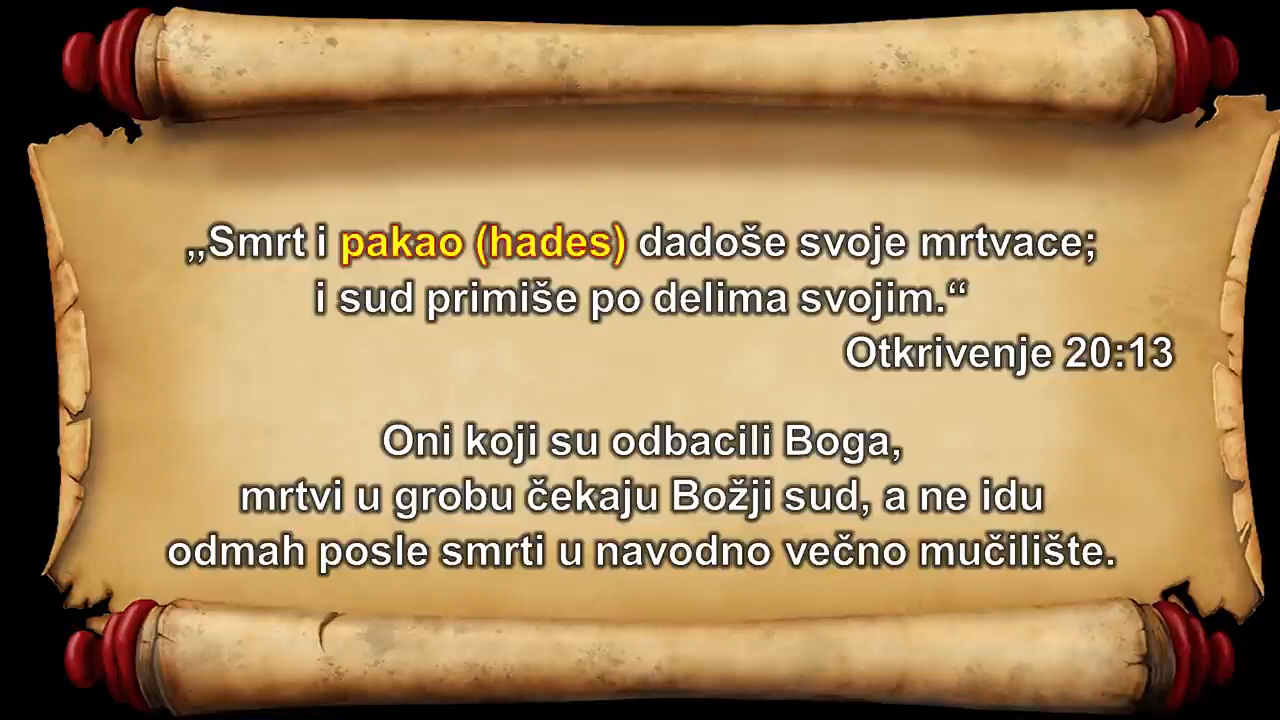 „Smrt i pakao (hades) dadoše svoje mrtvace;
i sud primiše po delima svojim.“
Otkrivenje 20:13
Oni koji su odbacili Boga,
mrtvi u grobu čekaju Božji sud, a ne idu
odmah posle smrti u navodno večno mučilište.